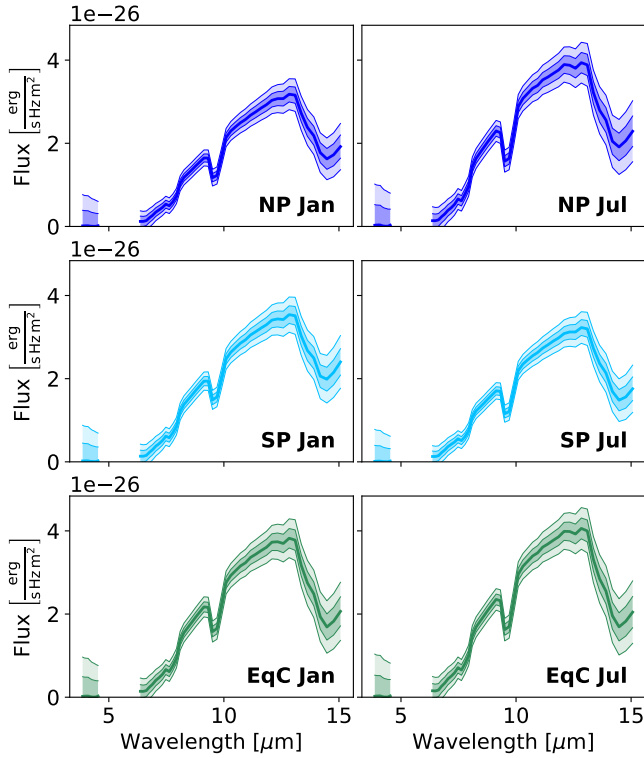 1e−26
Flux [erg / s Hz m²]
4
2
0
NP Jan
NP Jul
1e−26
Flux [erg / s Hz m²]
4
2
0
SP Jan
SP Jul
1e−26
Flux [erg / s Hz m²]
4
2
0
EqC Jan
EqC Jul
5 10 15 5 10 15
Wavelength [μm] Wavelength [μm]